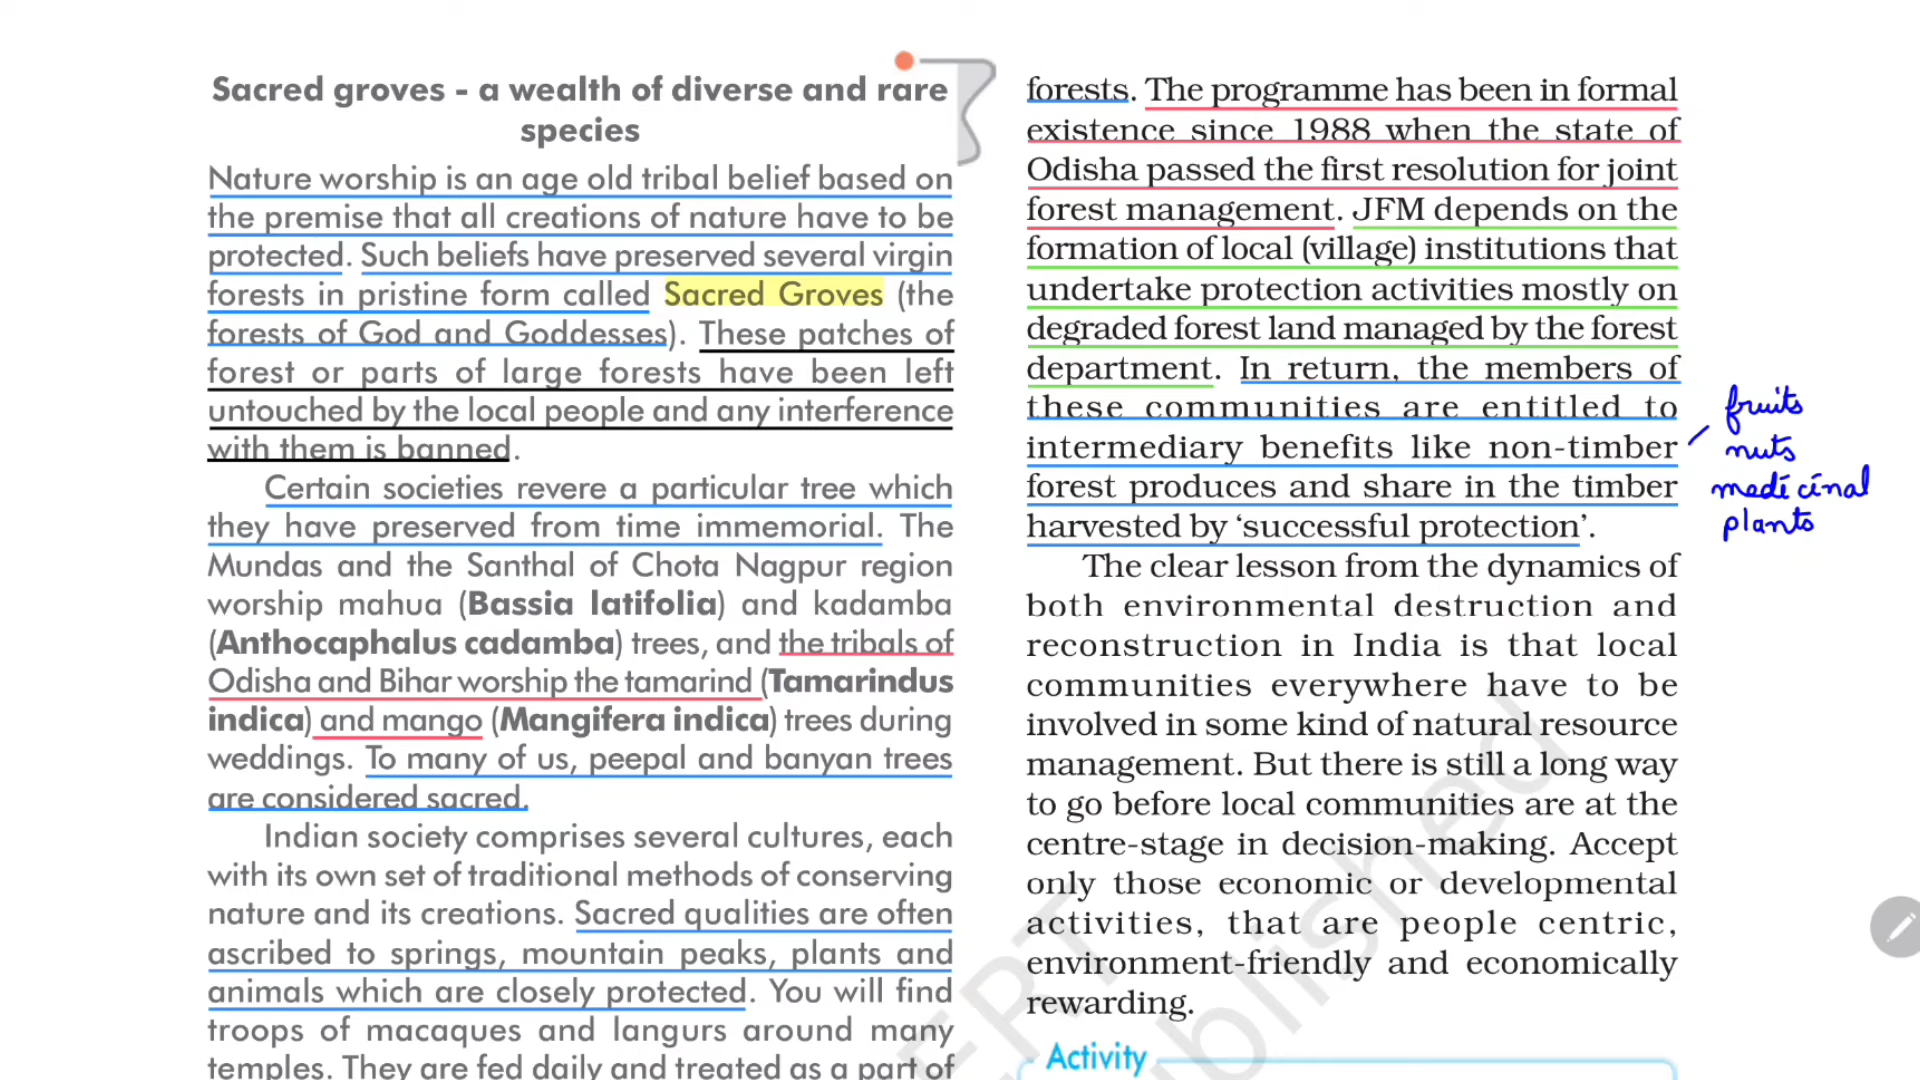 Sacred groves - a wealth of diverse and rare
species
Nature worship is an age old tribal belief based on
the premise that all creations of nature have to be
protected. Such beliefs have preserved several virgin
forests in pristine form called Sacred Groves (the
forests of God and Goddesses). These patches of
forest or parts of large forests have been left
untouched by the local people and any interference
with them is banned.
Certain societies revere a particular tree which
they have preserved from time immemorial. The
Mundas and the Santhal of Chota Nagpur region
worship mahua (Bassia latifolia) and kadamba
(Anthocaphalus cadamba) trees, and the tribals of
Odisha and Bihar worship the tamarind (Tamarindus
indica) and mango (Mangifera indica) trees during
weddings. To many of us, peepal and banyan trees
are considered sacred.
Indian society comprises several cultures, each
with its own set of traditional methods of conserving
nature and its creations. Sacred qualities are often
ascribed to springs, mountain peaks, plants and
animals which are closely protected. You will find
troops of macaques and langurs around many
temples. They are fed daily and treated as a part of
forests. The programme has been in formal
existence since 1988 when the state of
Odisha passed the first resolution for joint
forest management. JFM depends on the
formation of local (village) institutions that
undertake protection activities mostly on
degraded forest land managed by the forest
department. In return, the members of
these communities are entitled to
intermediary benefits like non-timber
forest produces and share in the timber
harvested by ‘successful protection’.
The clear lesson from the dynamics of
both environmental destruction and
reconstruction in India is that local
communities everywhere have to be
involved in some kind of natural resource
management. But there is still a long way
to go before local communities are at the
centre-stage in decision-making. Accept
only those economic or developmental
activities, that are people centric,
environment-friendly and economically
rewarding.
Activity
fruits
nuts
medicinal
plants